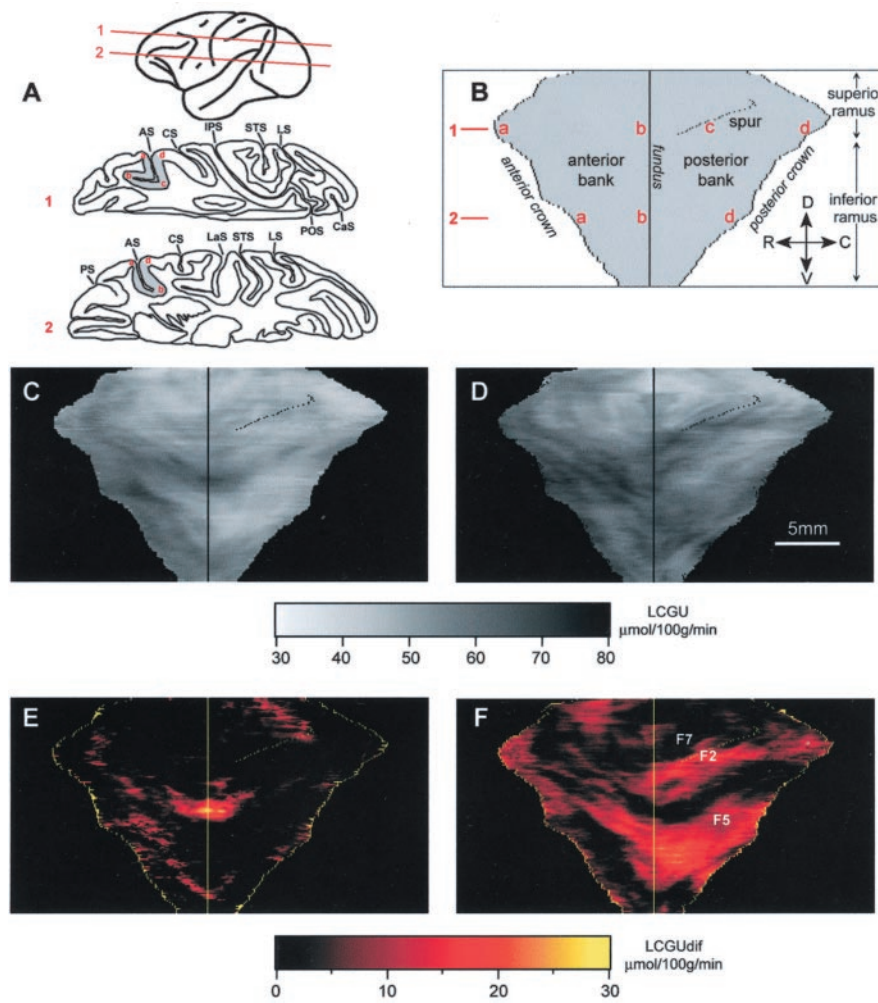 A
1
2
AS CS IPS STS LS
a d
b c
1
POS CaS
PS AS CS LaS STS LS
a d
b
2
B
1 a b c spur d
superior ramus
anterior bank
fundus
posterior bank
anterior crown
posterior crown
inferior ramus
2 a b d
D
R C
V
C
D
5mm
LCGU
µmol/100g/min
30 40 50 60 70 80
E
F
F7
F2
F5
LCGUdif
µmol/100g/min
0 10 20 30